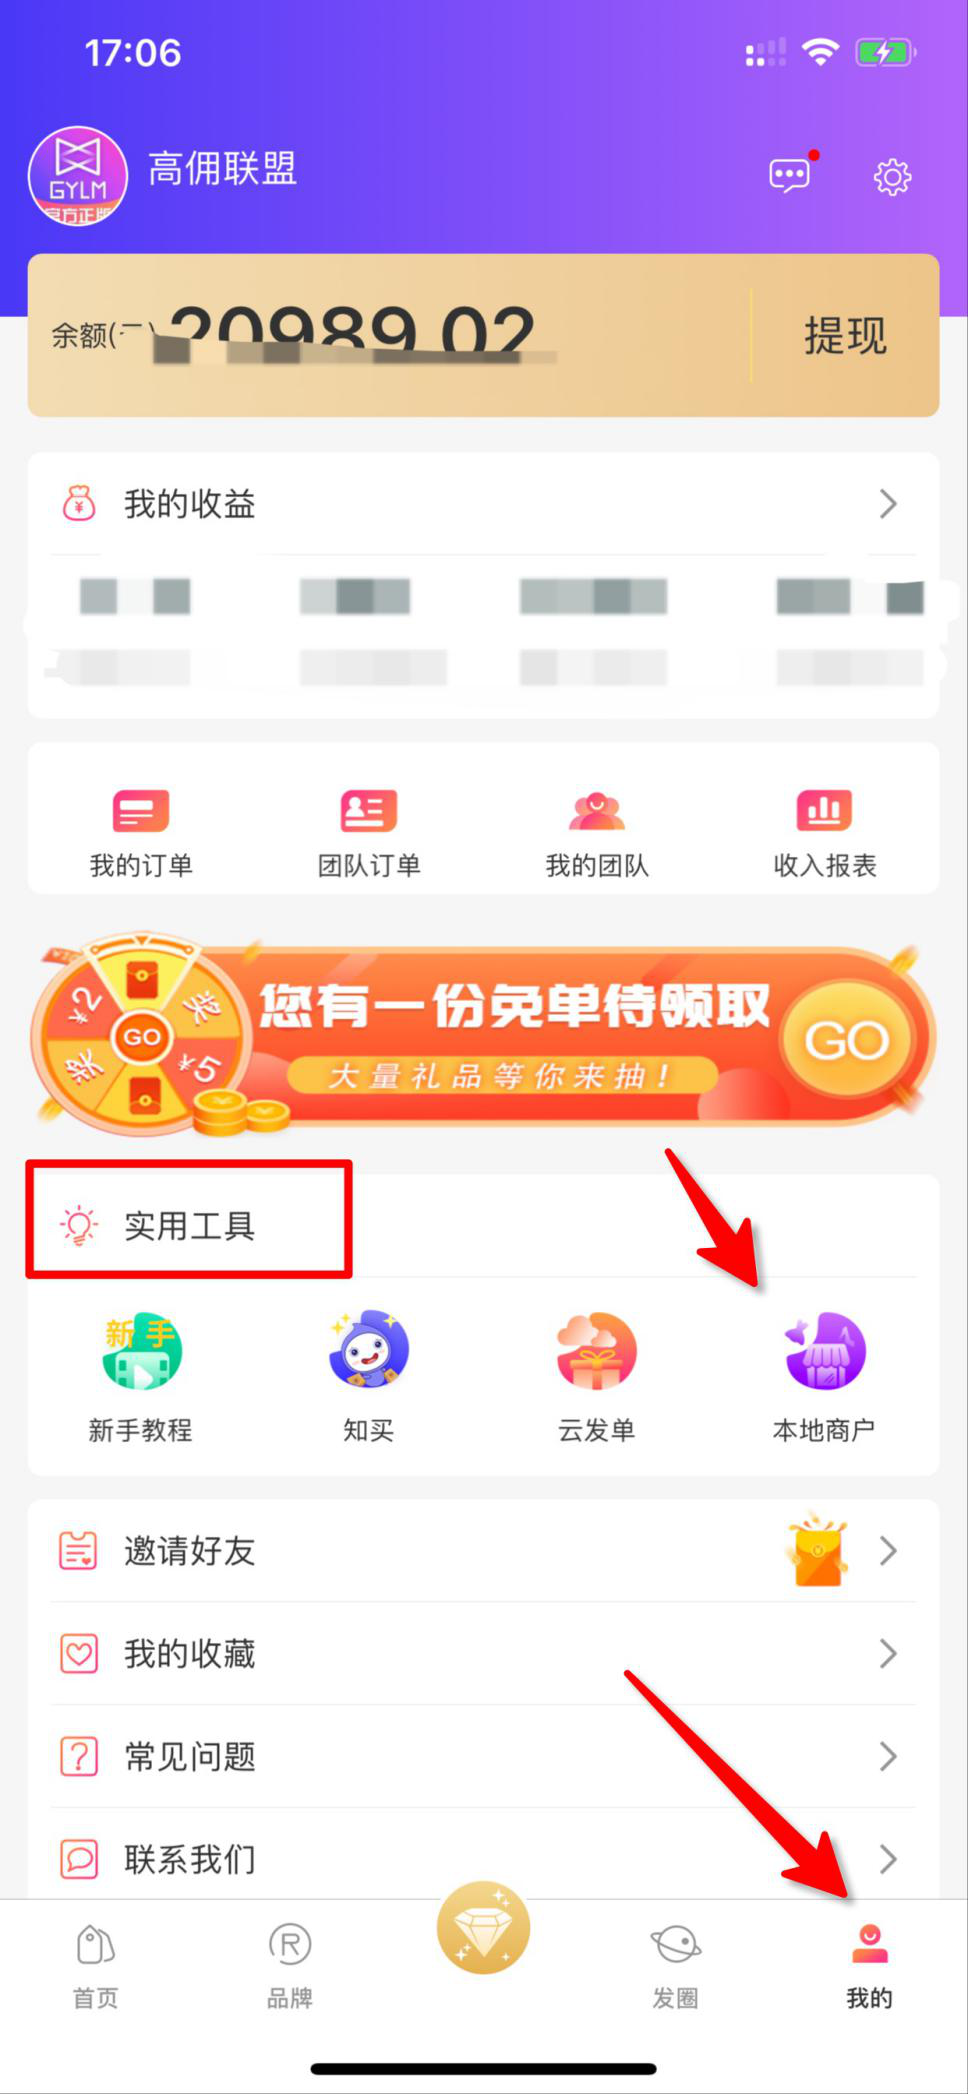 17:06
GYLM
官方正版
高佣联盟
余额(元)
20989.02
提现
我的收益
我的订单
团队订单
我的团队
收入报表
¥2
奖
GO
奖
¥5
您有一份免单待领取
大量礼品等你来抽!
GO
实用工具
新手
新手教程
知买
云发单
本地商户
邀请好友
我的收藏
常见问题
联系我们
首页
品牌
发圈
我的